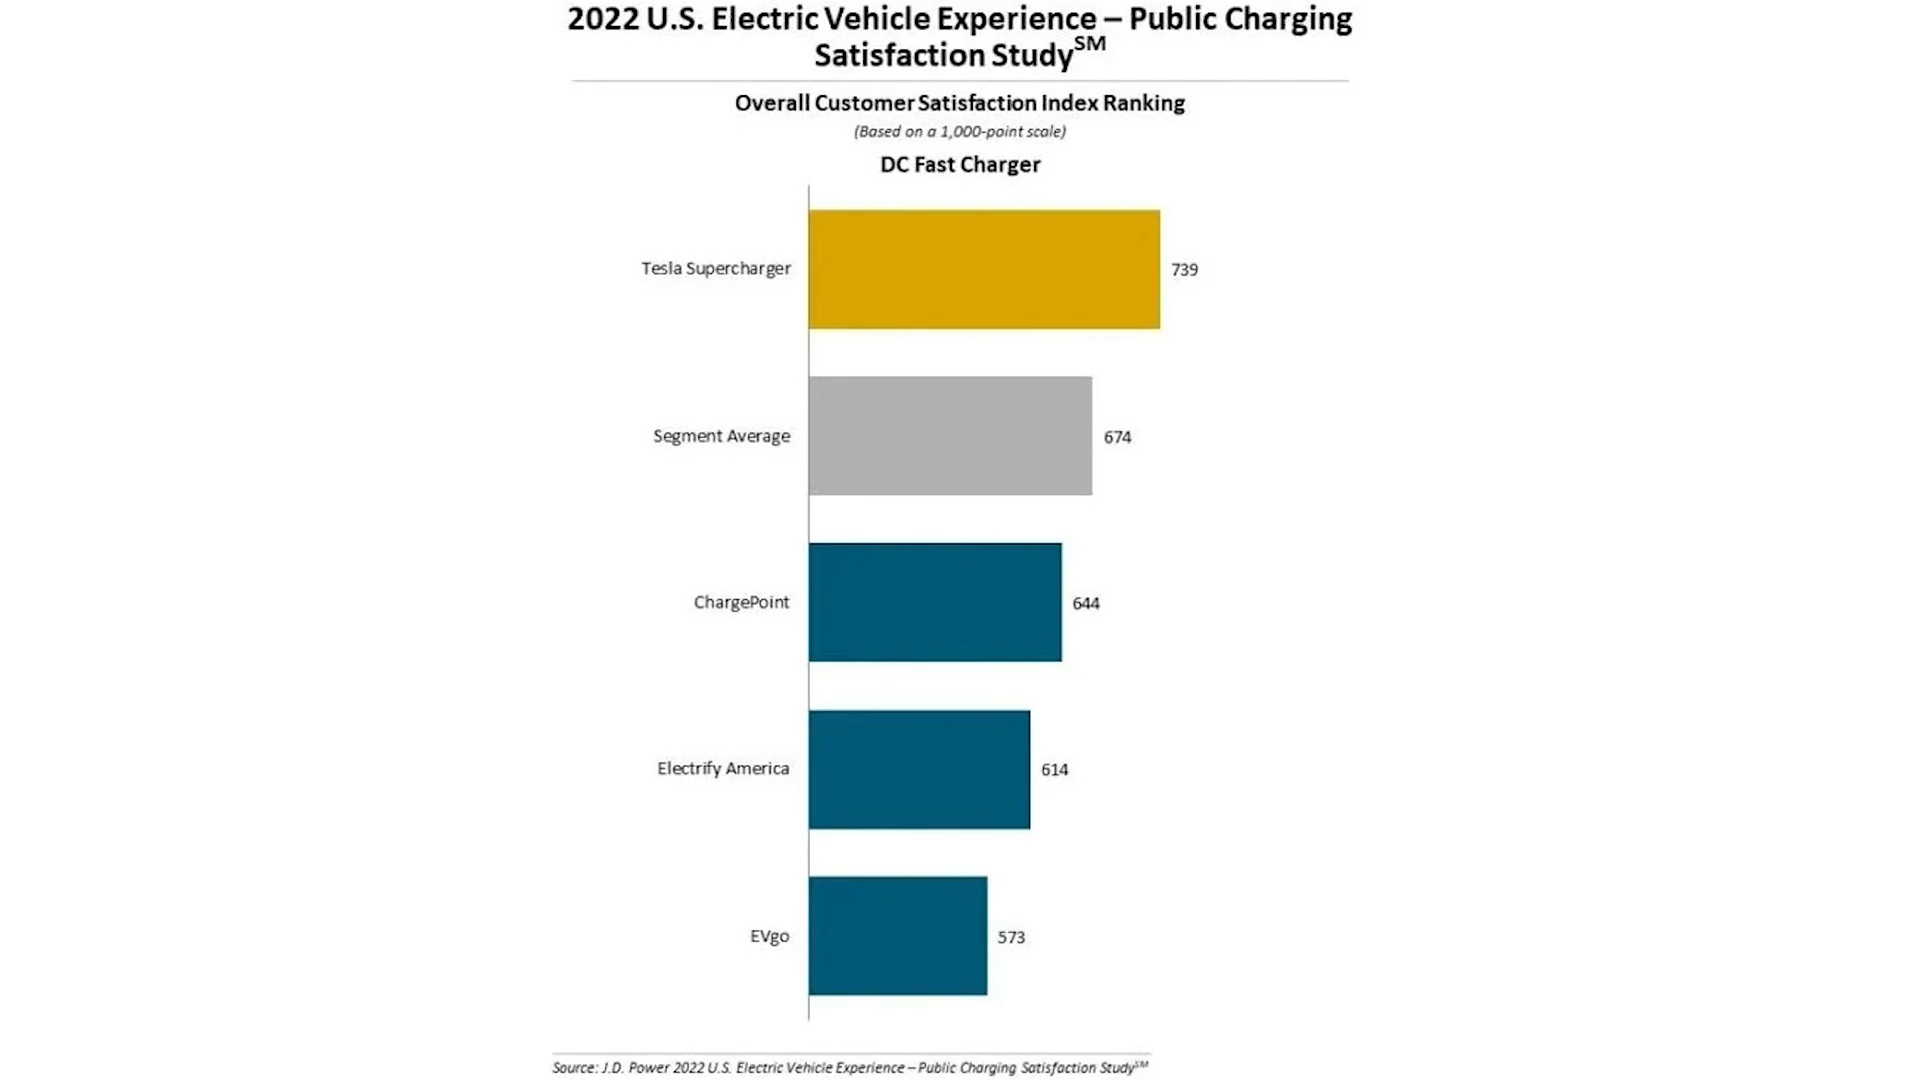 2022 U.S. Electric Vehicle Experience – Public Charging
Satisfaction StudySM
Overall Customer Satisfaction Index Ranking
(Based on a 1,000-point scale)
DC Fast Charger
Tesla Supercharger 739
Segment Average 674
ChargePoint 644
Electrify America 614
EVgo 573
Source: J.D. Power 2022 U.S. Electric Vehicle Experience – Public Charging Satisfaction StudySM